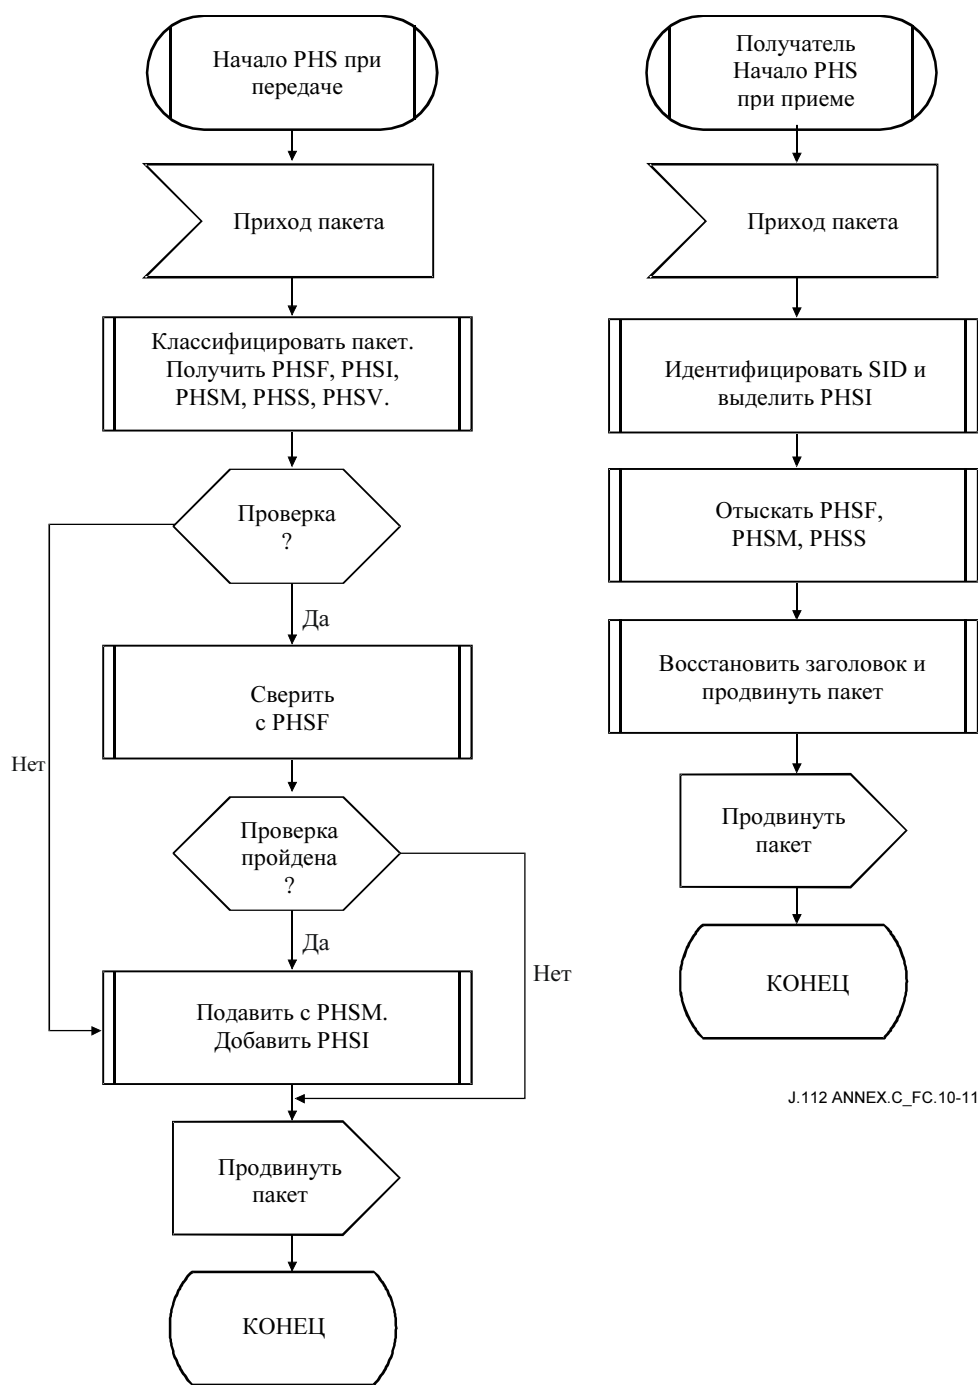 Начало PHS при
передаче
Приход пакета
Классифицировать пакет.
Получить PHSF, PHSI,
PHSM, PHSS, PHSV.
Проверка
?
Да
Сверить
с PHSF
Нет
Проверка
пройдена
?
Да
Нет
Подавить с PHSM.
Добавить PHSI
Продвинуть
пакет
КОНЕЦ
Получатель
Начало PHS
при приеме
Приход пакета
Идентифицировать SID и
выделить PHSI
Отыскать PHSF,
PHSM, PHSS
Восстановить заголовок и
продвинуть пакет
Продвинуть
пакет
КОНЕЦ
J.112 ANNEX.C_FC.10-11